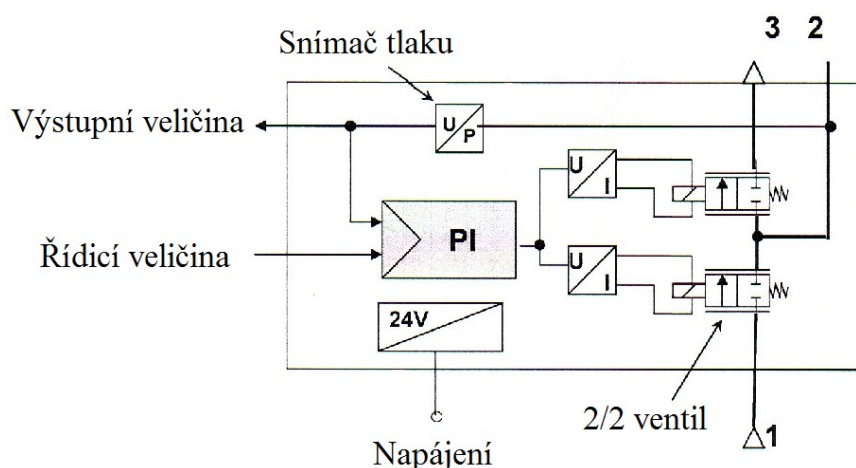 Snímač tlaku
3 2
Výstupní veličina
U
P
U
I
PI
Řídicí veličina
U
I
24V
2/2 ventil
1
Napájení